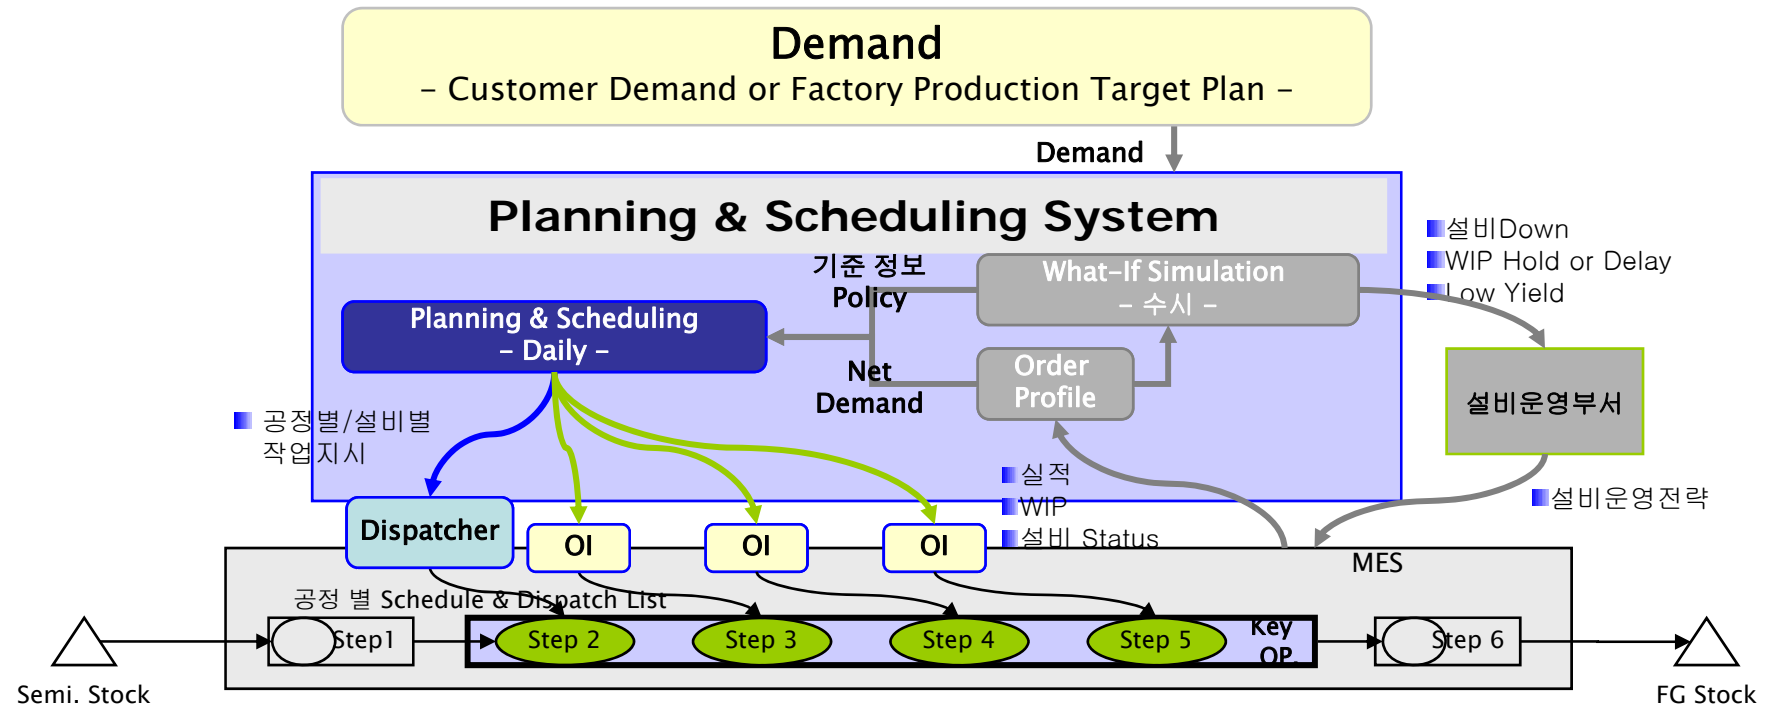 Demand
– Customer Demand or Factory Production Target Plan –
Demand
Planning & Scheduling System
기준 정보
Policy
What–If Simulation
– 수시 –
Planning & Scheduling
– Daily –
Net
Demand
Order
Profile
설비Down
WIP Hold or Delay
Low Yield
설비운영부서
설비운영전략
공정별/설비별
작업지시
실적
WIP
설비 Status
Dispatcher
OI
OI
OI
MES
공정 별 Schedule & Dispatch List
Step1
Step 2
Step 3
Step 4
Step 5
Key
OP.
Step 6
Semi. Stock
FG Stock